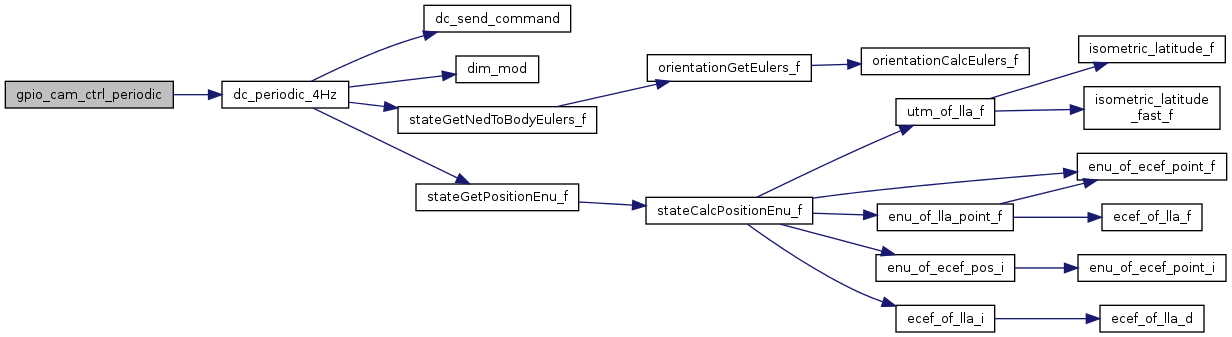 gpio_cam_ctrl_periodic
dc_periodic_4Hz
dc_send_command
dim_mod
stateGetNedToBodyEulers_f
stateGetPositionEnu_f
orientationGetEulers_f
orientationCalcEulers_f
stateCalcPositionEnu_f
utm_of_lla_f
isometric_latitude_f
isometric_latitude
_fast_f
enu_of_ecef_point_f
enu_of_lla_point_f
ecef_of_lla_f
enu_of_ecef_pos_i
enu_of_ecef_point_i
ecef_of_lla_i
ecef_of_lla_d